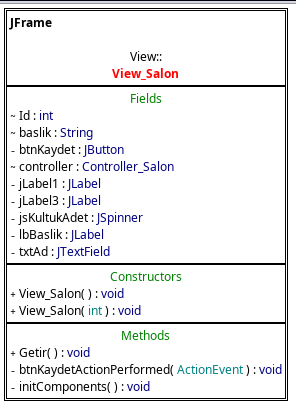 JFrame
View::
View_Salon
Fields
~ Id : int
~ baslik : String
- btnKaydet : JButton
~ controller : Controller_Salon
- jLabel1 : JLabel
- jLabel3 : JLabel
- jsKultukAdet : JSpinner
- lbBaslik : JLabel
- txtAd : JTextField
Constructors
+ View_Salon( ) : void
+ View_Salon( int ) : void
Methods
+ Getir( ) : void
- btnKaydetActionPerformed( ActionEvent ) : void
- initComponents( ) : void